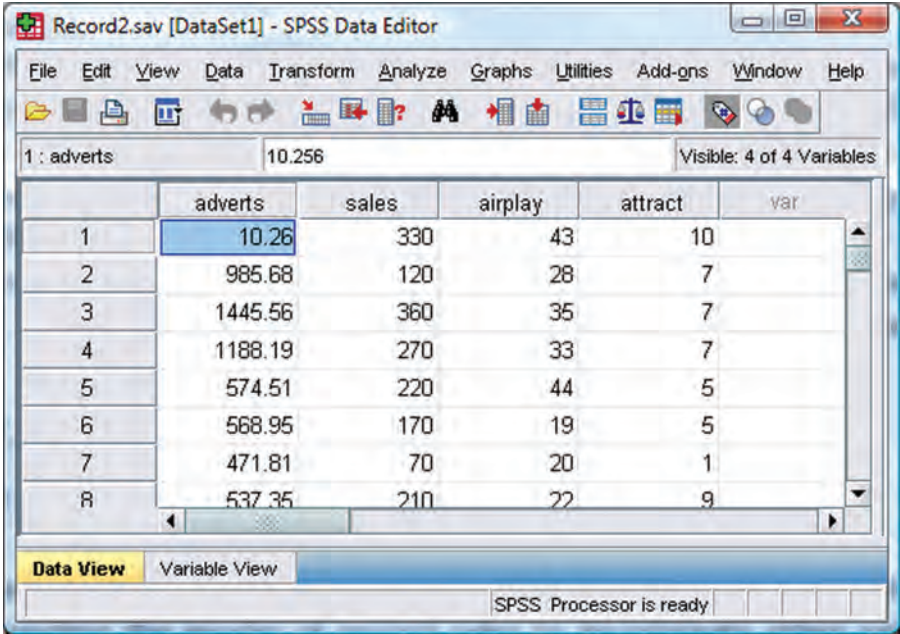 Record2.sav [DataSet1] - SPSS Data Editor
File Edit View Data Transform Analyze Graphs Utilities Add-ons Window Help
1 : adverts 10.256 Visible: 4 of 4 Variables
adverts sales airplay attract var
1 10.26 330 43 10
2 985.68 120 28 7
3 1445.56 360 35 7
4 1188.19 270 33 7
5 574.51 220 44 5
6 568.95 170 19 5
7 471.81 70 20 1
8 537.35 210 22 9
Data View Variable View
SPSS Processor is ready